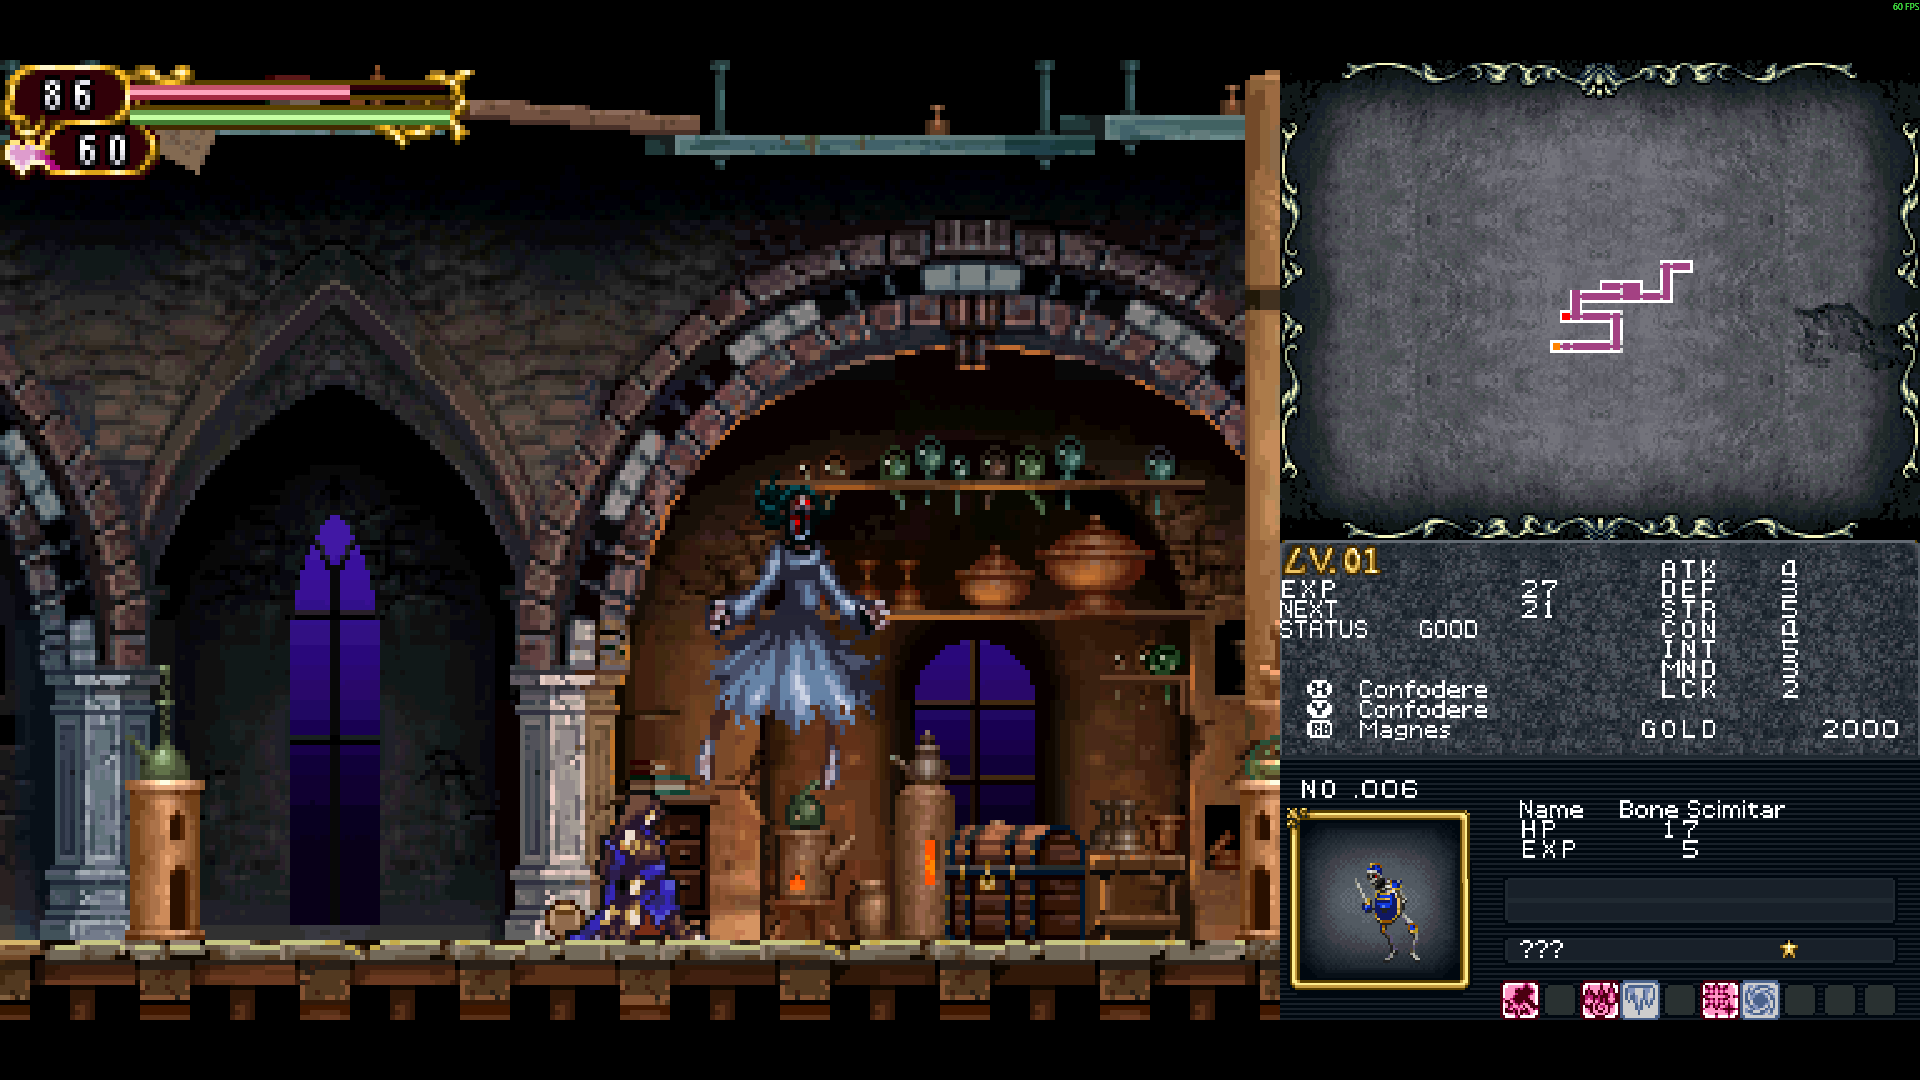 60 FPS
86
60
LV.01
EXP 27
NEXT 21
STATUS GOOD
ATK 4
DEF 3
STR 5
CON 4
INT 5
MND 3
LCK 2
X Confodere
Y Confodere
RB Magnes
GOLD 2000
NO .006
Name Bone Scimitar
HP 17
EXP 5
???